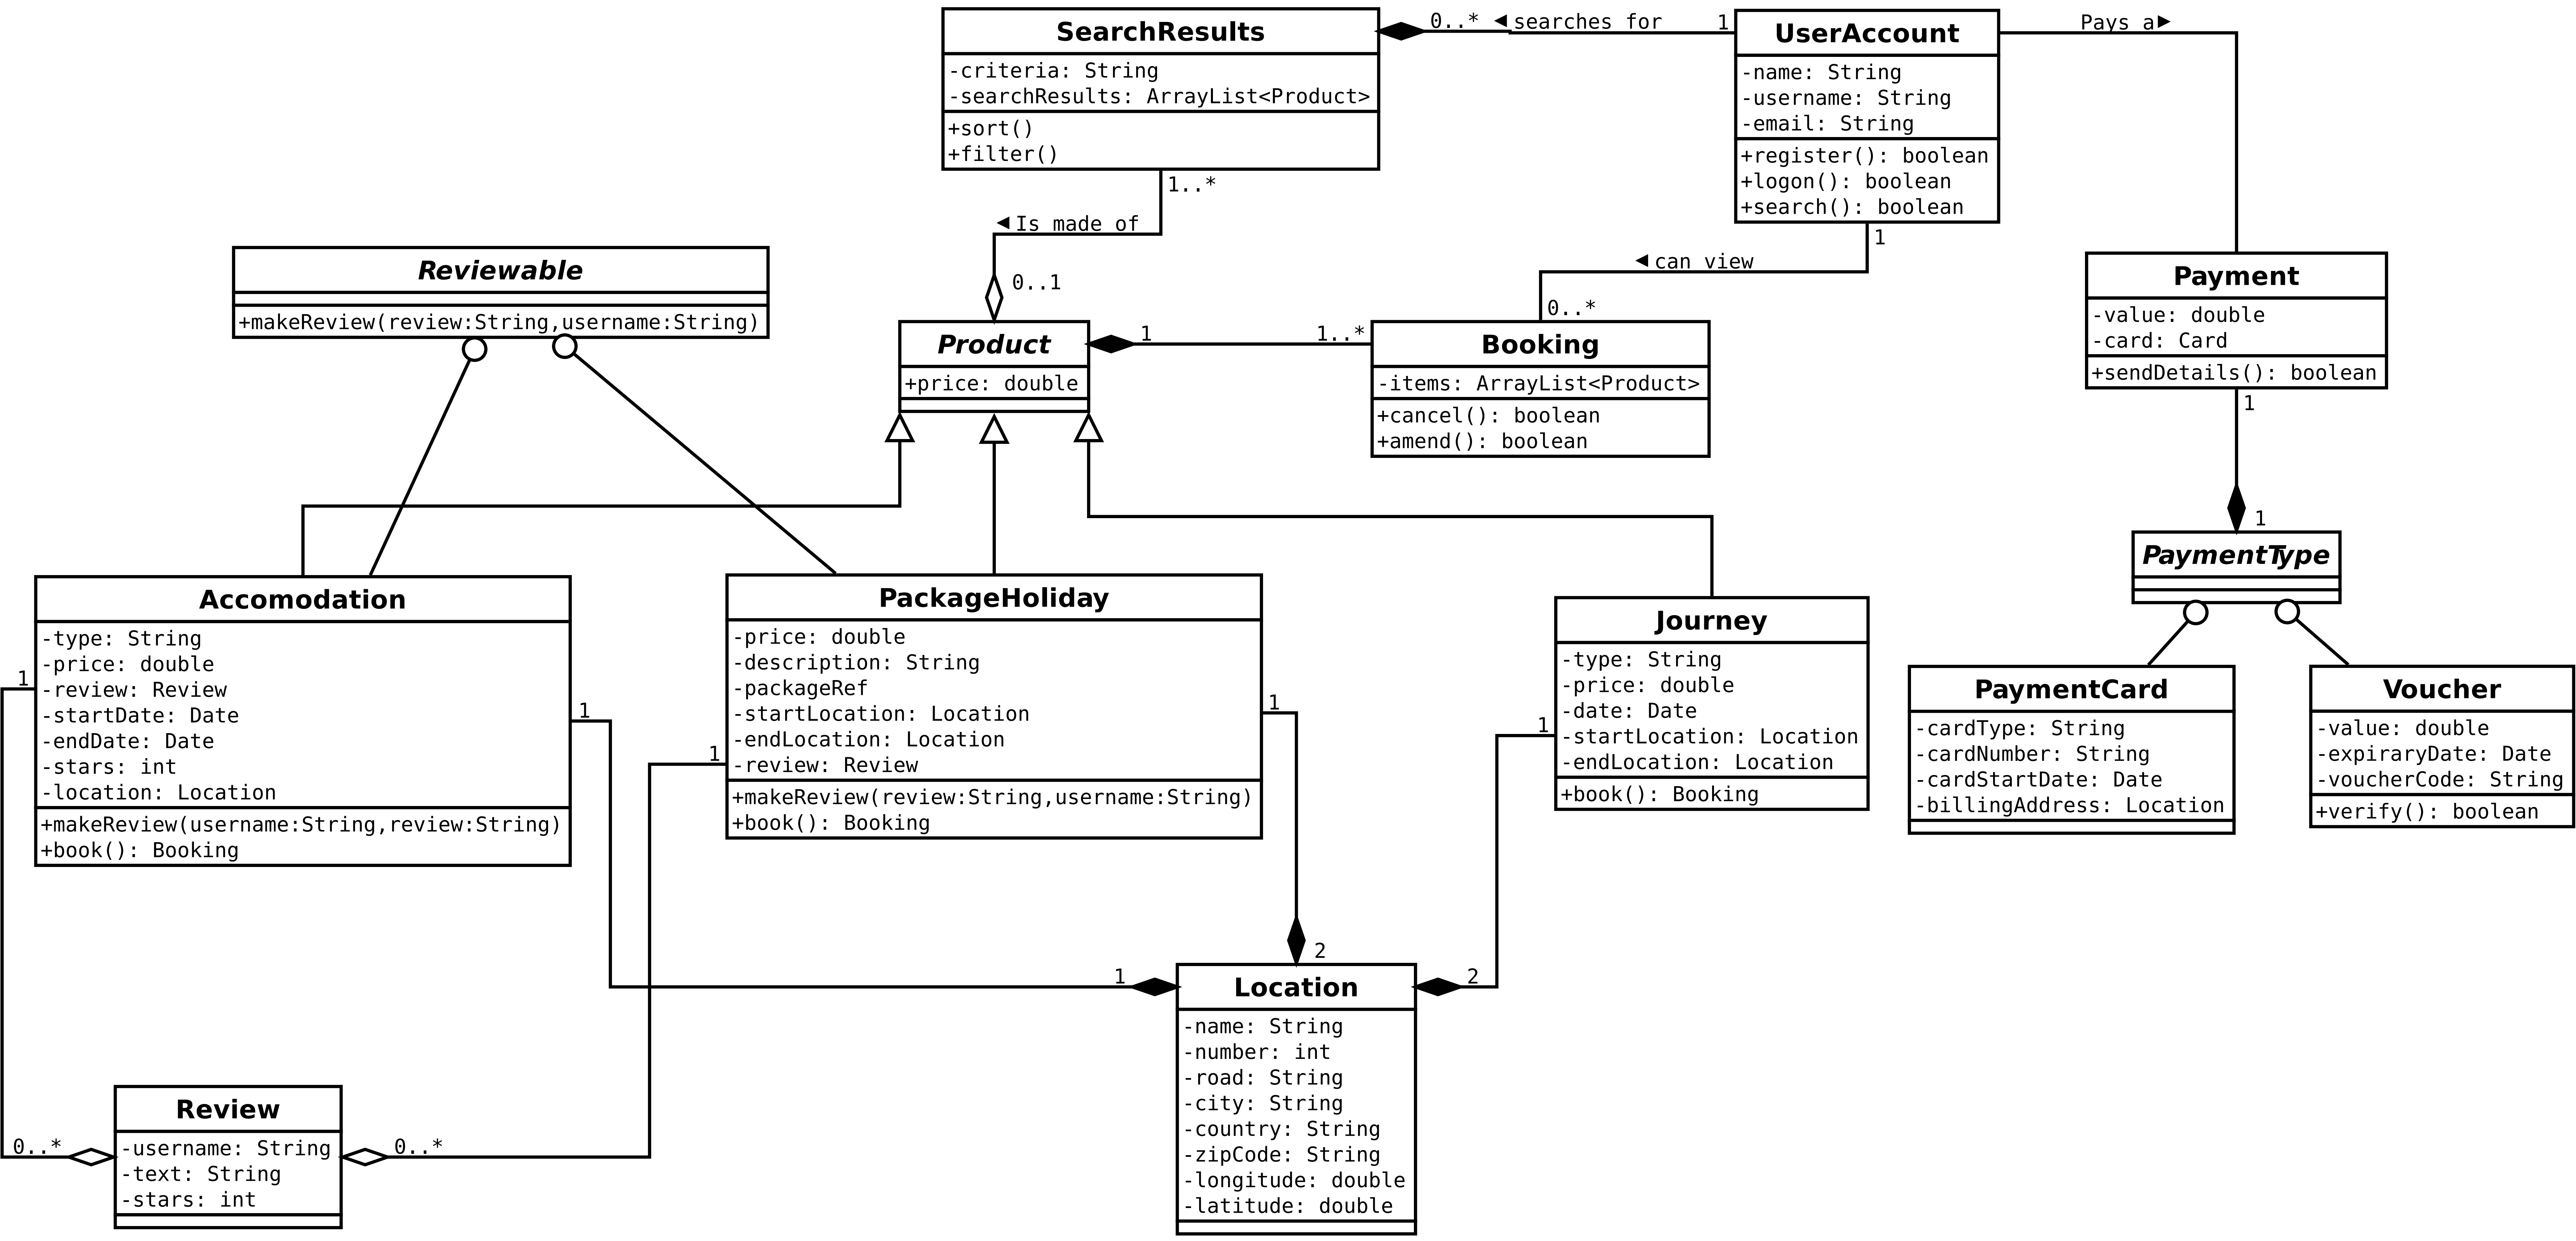 SearchResults
-criteria: String
-searchResults: ArrayList<Product>
+sort()
+filter()
0..*
◄ searches for
1
UserAccount
-name: String
-username: String
-email: String
+register(): boolean
+logon(): boolean
+search(): boolean
Pays a►
1..*
◄ Is made of
0..1
1
◄ can view
0..*
Reviewable
+makeReview(review:String,username:String)
Product
+price: double
1
1..*
Booking
-items: ArrayList<Product>
+cancel(): boolean
+amend(): boolean
Payment
-value: double
-card: Card
+sendDetails(): boolean
1
1
PaymentType
Accomodation
-type: String
-price: double
-review: Review
-startDate: Date
-endDate: Date
-stars: int
-location: Location
+makeReview(username:String,review:String)
+book(): Booking
1
1
PackageHoliday
-price: double
-description: String
-packageRef
-startLocation: Location
-endLocation: Location
-review: Review
+makeReview(review:String,username:String)
+book(): Booking
1
1
Journey
-type: String
-price: double
-date: Date
-startLocation: Location
-endLocation: Location
+book(): Booking
1
PaymentCard
-cardType: String
-cardNumber: String
-cardStartDate: Date
-billingAddress: Location
Voucher
-value: double
-expiraryDate: Date
-voucherCode: String
+verify(): boolean
1
2
2
Location
-name: String
-number: int
-road: String
-city: String
-country: String
-zipCode: String
-longitude: double
-latitude: double
0..*
Review
-username: String
-text: String
-stars: int
0..*